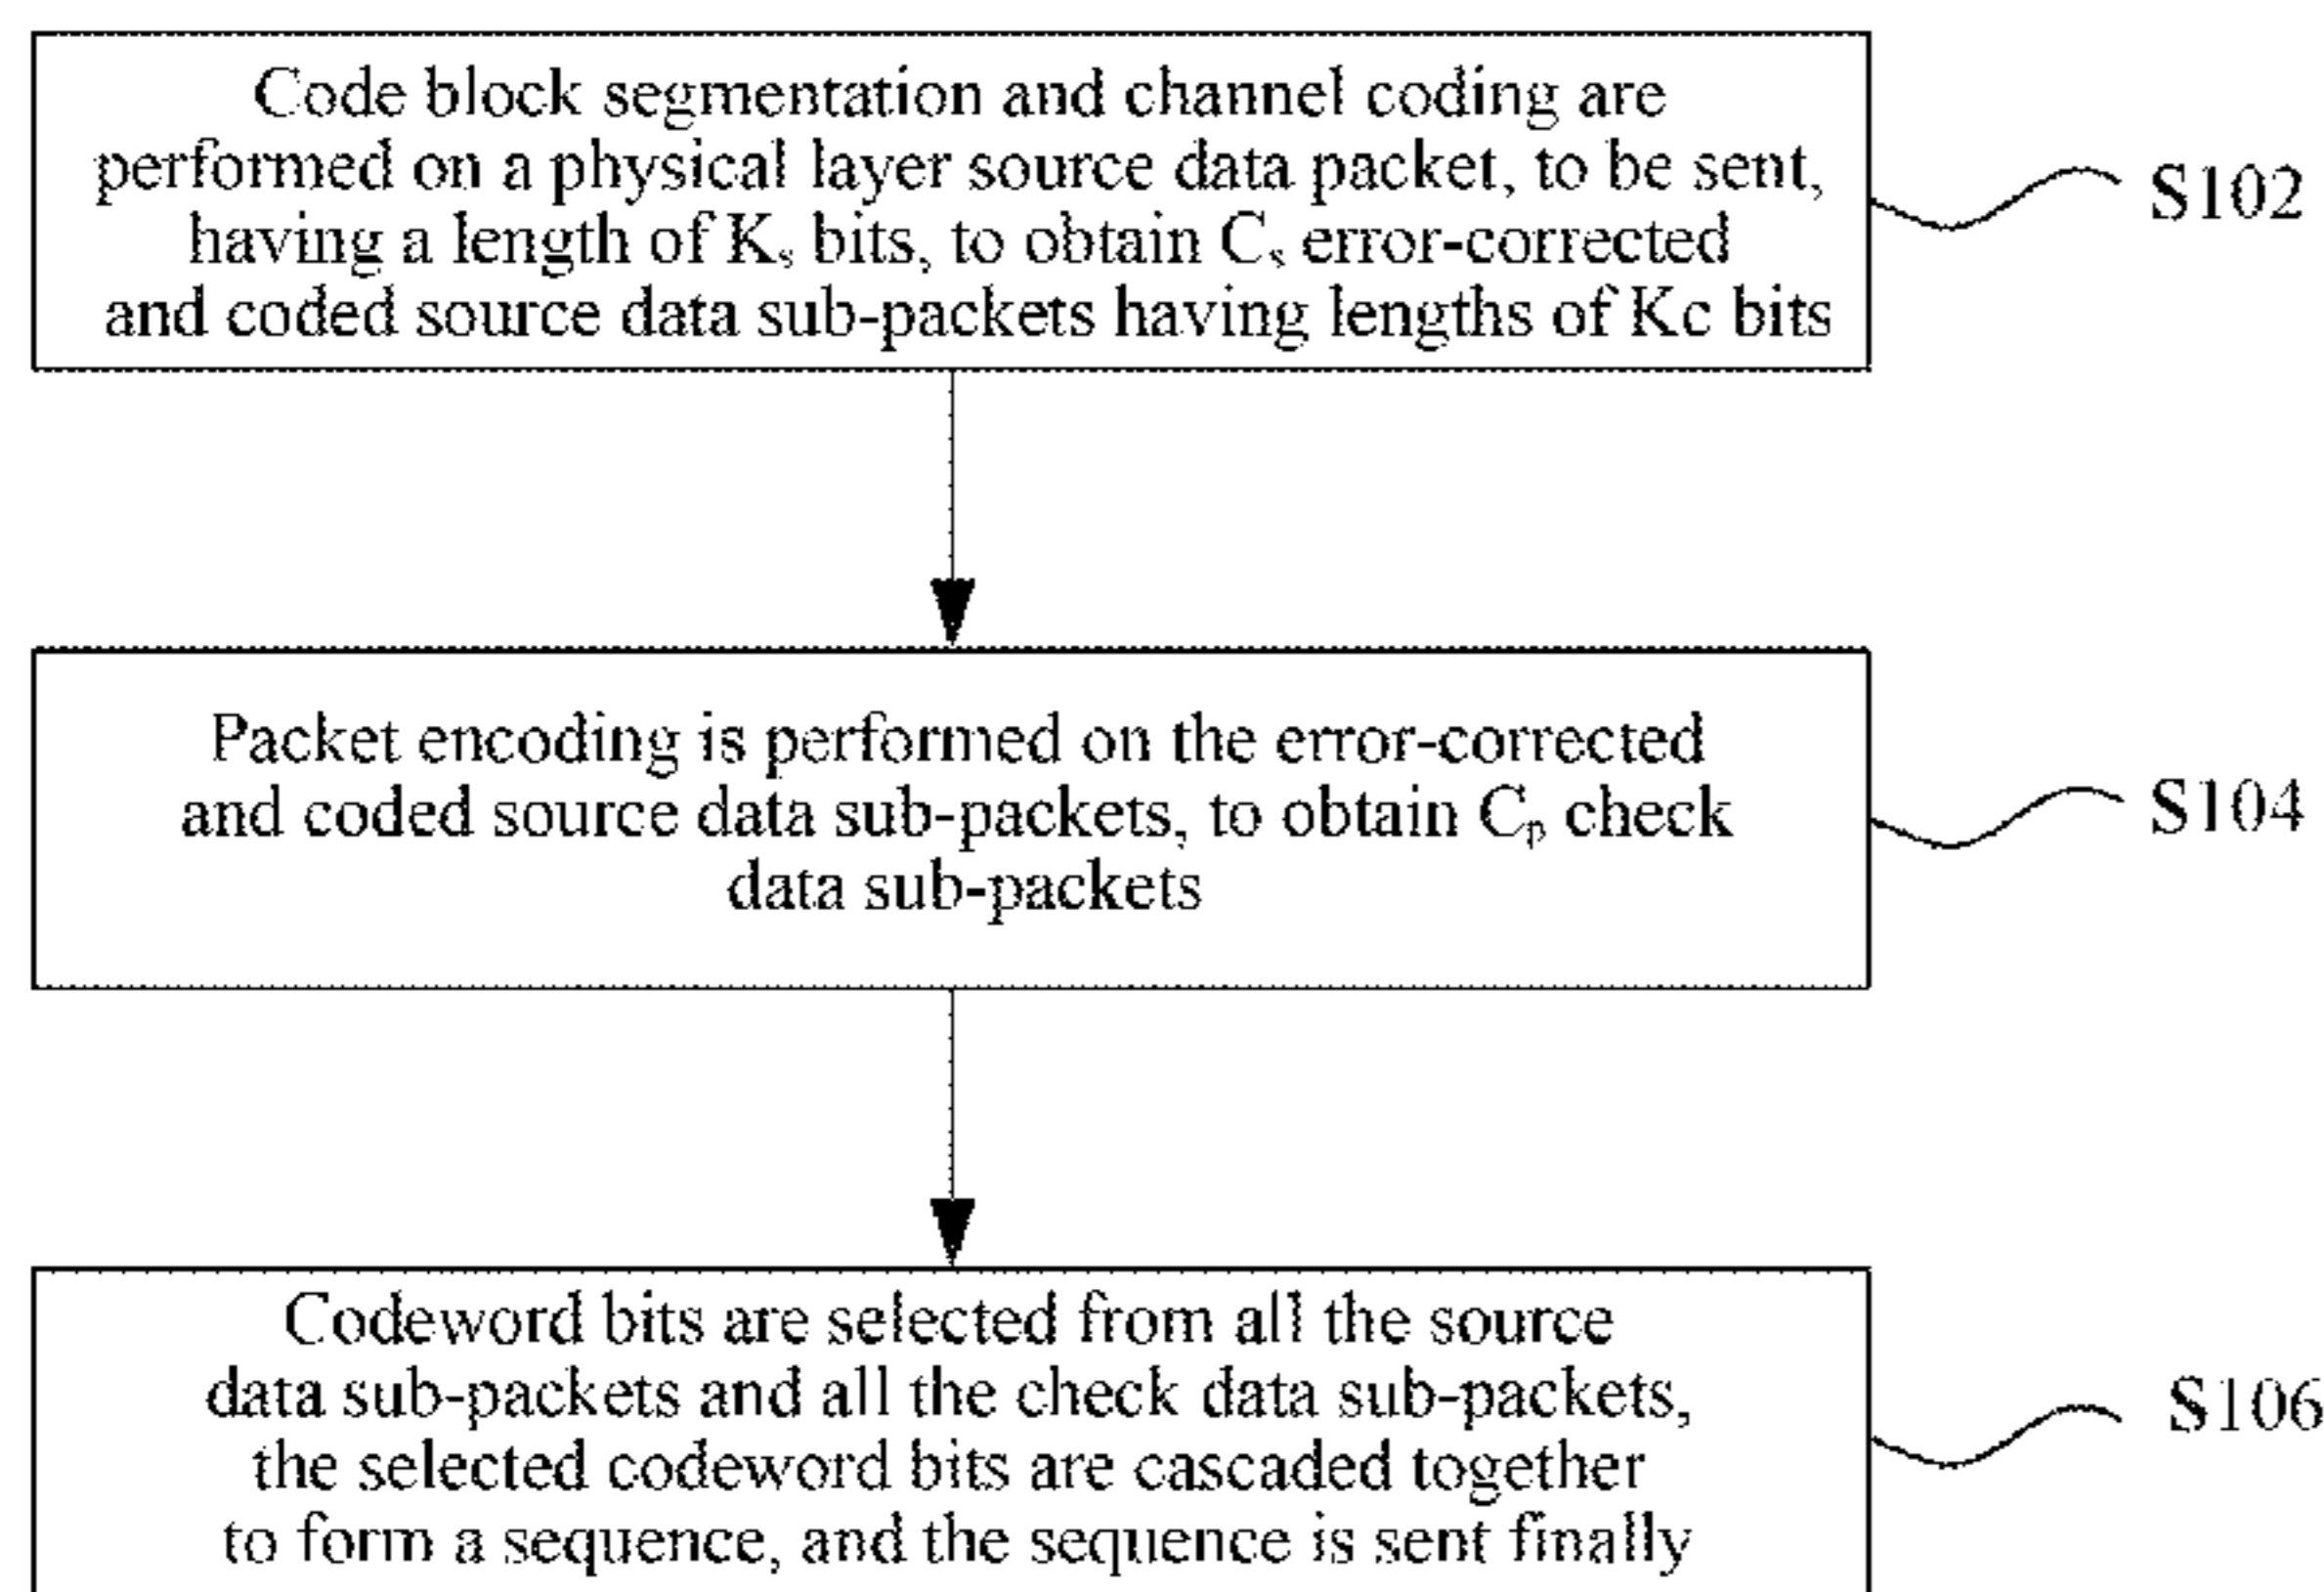 Code block segmentation and channel coding are
performed on a physical layer source data packet, to be sent,
having a length of Kₛ bits, to obtain Cₛ error-corrected
and coded source data sub-packets having lengths of Kc bits
S102
Packet encoding is performed on the error-corrected
and coded source data sub-packets, to obtain Cₚ check
data sub-packets
S104
Codeword bits are selected from all the source
data sub-packets and all the check data sub-packets,
the selected codeword bits are cascaded together
to form a sequence, and the sequence is sent finally
S106